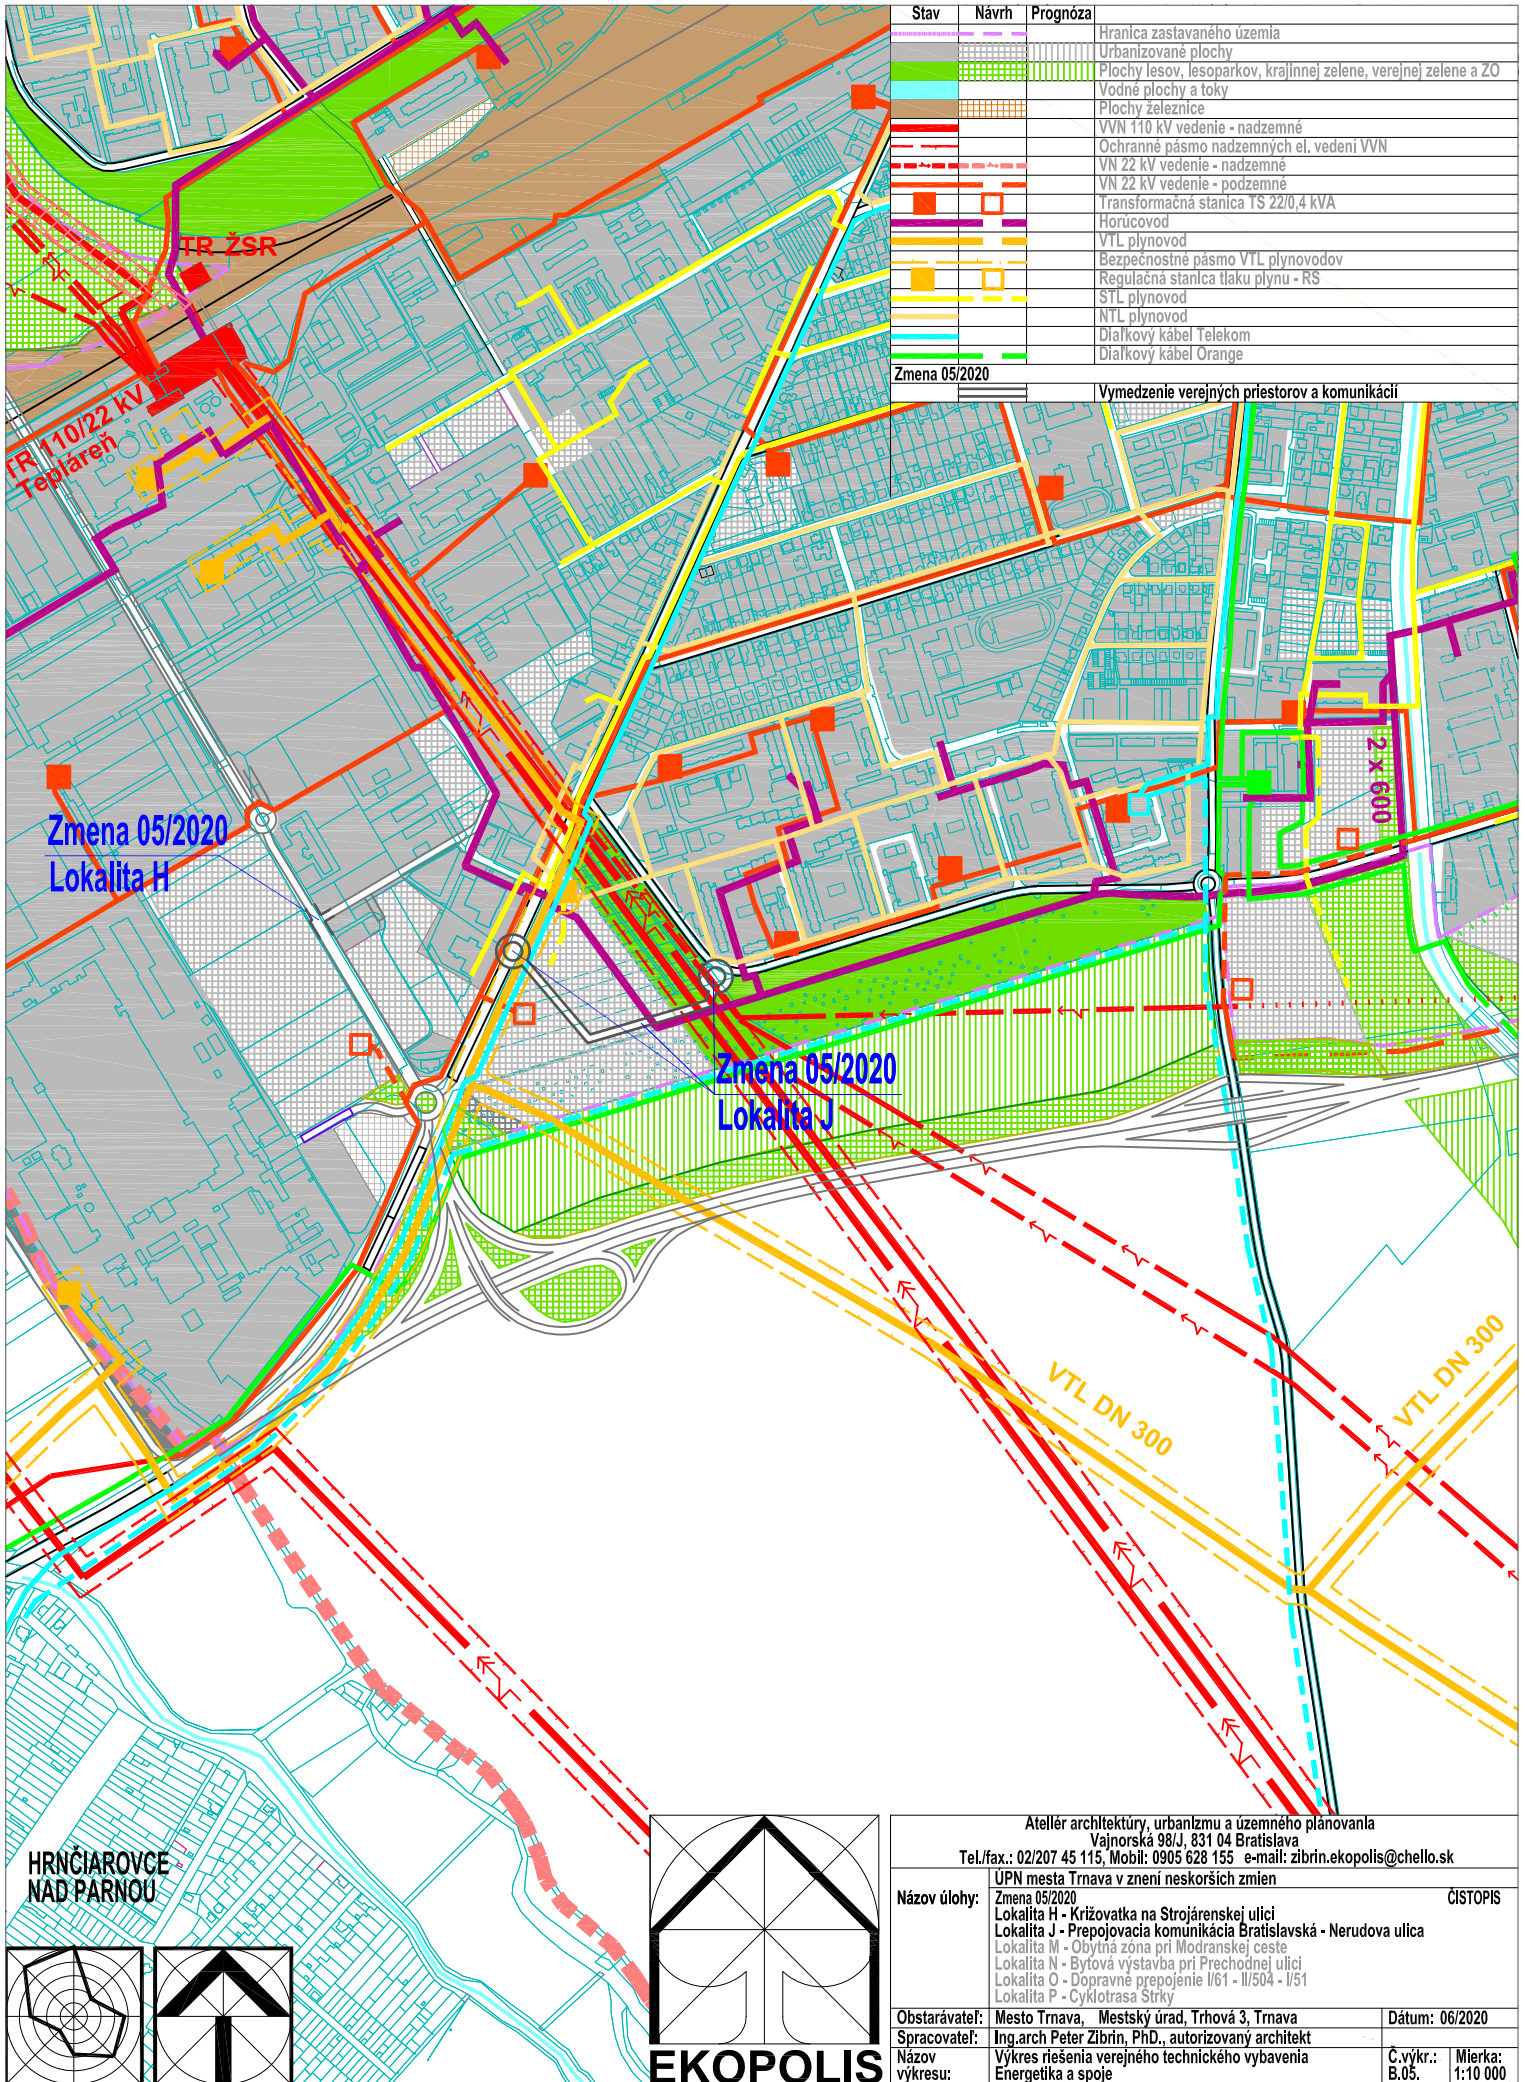 Stav Návrh Prognóza
Hranica zastavaného územia
Urbanizované plochy
Plochy lesov, lesoparkov, krajinnej zelene, verejnej zelene a ZO
Vodné plochy a toky
Plochy železnice
VVN 110 kV vedenie - nadzemné
Ochranné pásmo nadzemných el. vedení VVN
VN 22 kV vedenie - nadzemné
VN 22 kV vedenie - podzemné
Transformačná stanica TS 22/0,4 kVA
Horúcovod
VTL plynovod
Bezpečnostné pásmo VTL plynovodov
Regulačná stanica tlaku plynu - RS
STL plynovod
NTL plynovod
Diaľkový kábel Telekom
Diaľkový kábel Orange
Zmena 05/2020
Vymedzenie verejných priestorov a komunikácií
TR ŽSR
TR 110/22 kV
Tepláreň
2 x 600
Zmena 05/2020
Lokalita H
Zmena 05/2020
Lokalita J
VTL DN 300
VTL DN 300
HRNČIAROVCE
NAD PARNOU
EKOPOLIS
Ateliér architektúry, urbanizmu a územného plánovania
Vajnorská 98/J, 831 04 Bratislava
Tel./fax.: 02/207 45 115, Mobil: 0905 628 155 e-mail: zibrin.ekopolis@chello.sk
Názov úlohy:
ÚPN mesta Trnava v znení neskorších zmien
Zmena 05/2020 ČISTOPIS
Lokalita H - Križovatka na Strojárenskej ulici
Lokalita J - Prepojovacia komunikácia Bratislavská - Nerudova ulica
Lokalita M - Obytná zóna pri Modranskej ceste
Lokalita N - Bytová výstavba pri Prechodnej ulici
Lokalita O - Dopravné prepojenie I/61 - II/504 - I/51
Lokalita P - Cyklotrasa Štrky
Obstarávateľ: Mesto Trnava, Mestský úrad, Trhová 3, Trnava Dátum: 06/2020
Spracovateľ: Ing.arch Peter Zibrin, PhD., autorizovaný architekt
Názov výkresu: Výkres riešenia verejného technického vybavenia
Energetika a spoje
Č.výkr.: B.05.
Mierka: 1:10 000